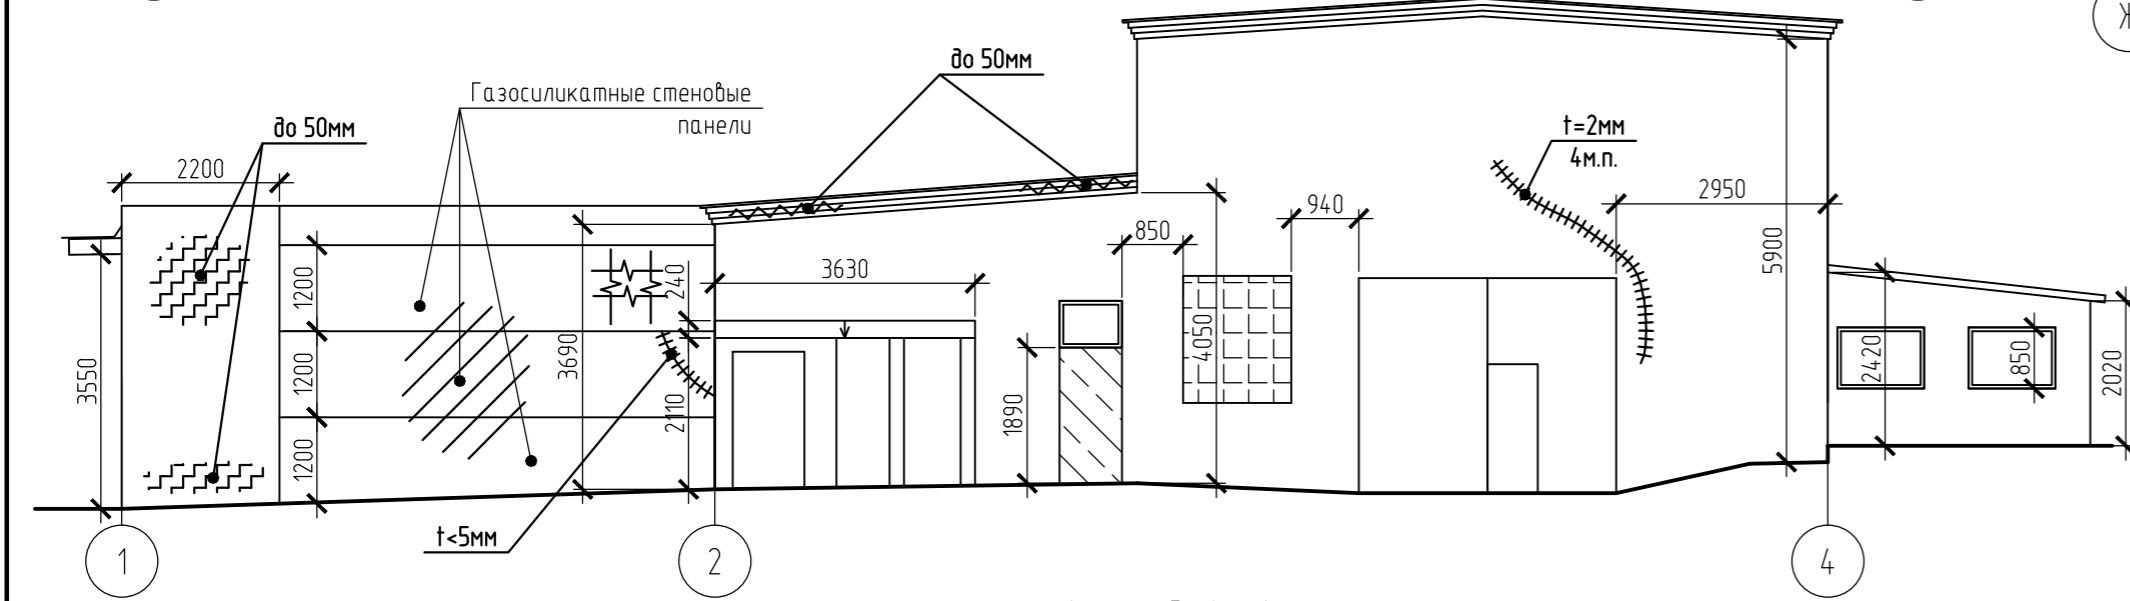 Ж
до 50мм
Газосиликатные стеновые
панели
до 50мм
t=2мм
4м.п.
2200
2950
940
850
5900
3630
240
1200
1200
1200
3550
3690
2110
4050
1890
2420
850
2020
t<5мм
1
2
4